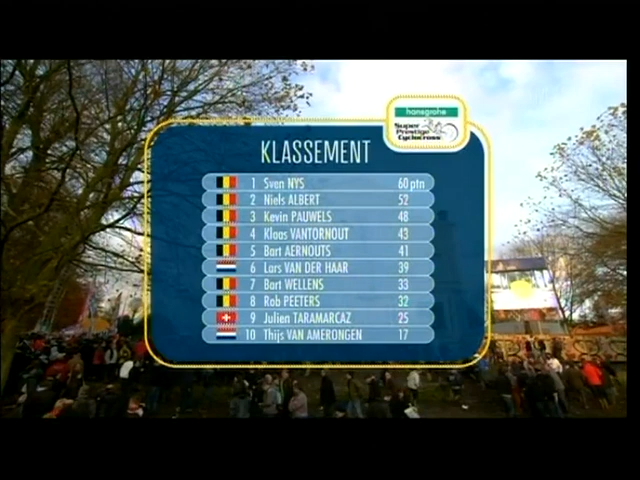 hansgrohe
Super
Prestige
Cyclocross
KLASSEMENT
1 Sven NYS 60 ptn
2 Niels ALBERT 52
3 Kevin PAUWELS 48
4 Klaas VANTORNOUT 43
5 Bart AERNOUTS 41
6 Lars VAN DER HAAR 39
7 Bart WELLENS 33
8 Rob PEETERS 32
9 Julien TARAMARCAZ 25
10 Thijs VAN AMERONGEN 17